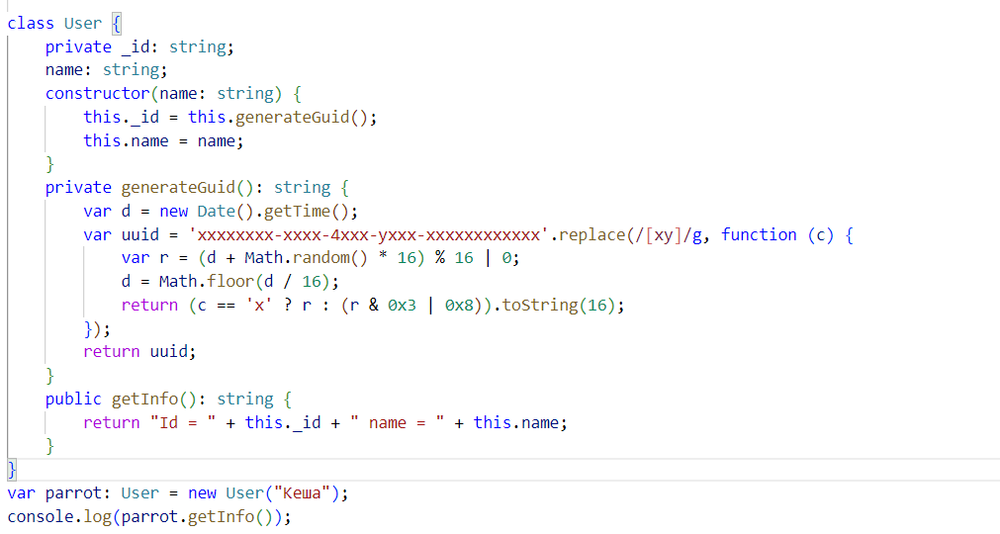 class User {
    private _id: string;
    name: string;
    constructor(name: string) {
        this._id = this.generateGuid();
        this.name = name;
    }
    private generateGuid(): string {
        var d = new Date().getTime();
        var uuid = 'xxxxxxxx-xxxx-4xxx-yxxx-xxxxxxxxxxxx'.replace(/[xy]/g, function (c) {
            var r = (d + Math.random() * 16) % 16 | 0;
            d = Math.floor(d / 16);
            return (c == 'x' ? r : (r & 0x3 | 0x8)).toString(16);
        });
        return uuid;
    }
    public getInfo(): string {
        return "Id = " + this._id + " name = " + this.name;
    }
}
var parrot: User = new User("Кеша");
console.log(parrot.getInfo());